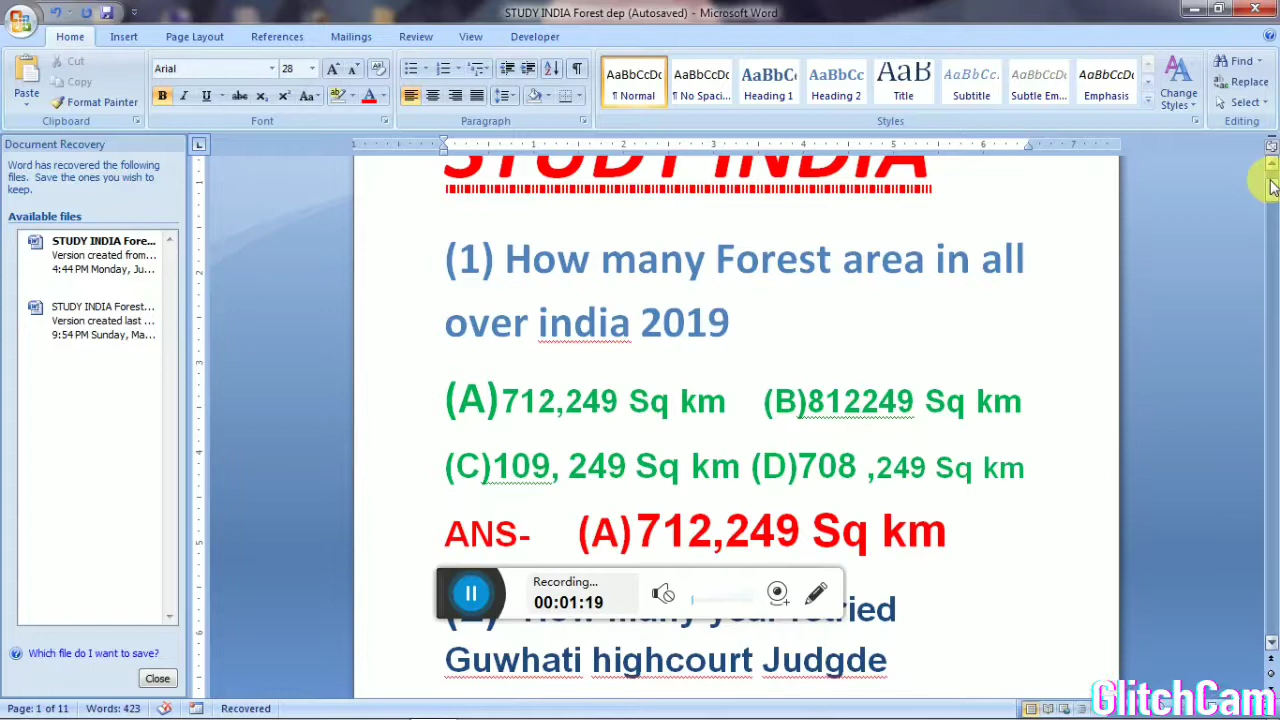 STUDY INDIA Forest dep (Autosaved) - Microsoft Word
Home Insert Page Layout References Mailings Review View Developer
Paste
Cut
Copy
Format Painter
Clipboard
Arial 28
Font
Paragraph
AaBbCcDc AaBbCcDc AaBbC AaBbCc AaB AaBbCc. AaBbCcDc AaBbCcDc
¶ Normal ¶ No Spaci... Heading 1 Heading 2 Title Subtitle Subtle Em... Emphasis
Change Styles
Styles
Find
Replace
Select
Editing
Document Recovery
Word has recovered the following
files. Save the ones you wish to
keep.
Available files
STUDY INDIA Fore...
Version created from...
4:44 PM Monday, Ju...
STUDY INDIA Forest...
Version created last ...
9:54 PM Sunday, Ma...
Which file do I want to save?
Close
STUDY INDIA
(1) How many Forest area in all
over india 2019
(A)712,249 Sq km (B)812249 Sq km
(C)109, 249 Sq km (D)708 ,249 Sq km
ANS- (A)712,249 Sq km
Recording...
00:01:19
How many year retried
Guwhati highcourt Judgde
Page: 1 of 11 Words: 423 Recovered
GlitchCam